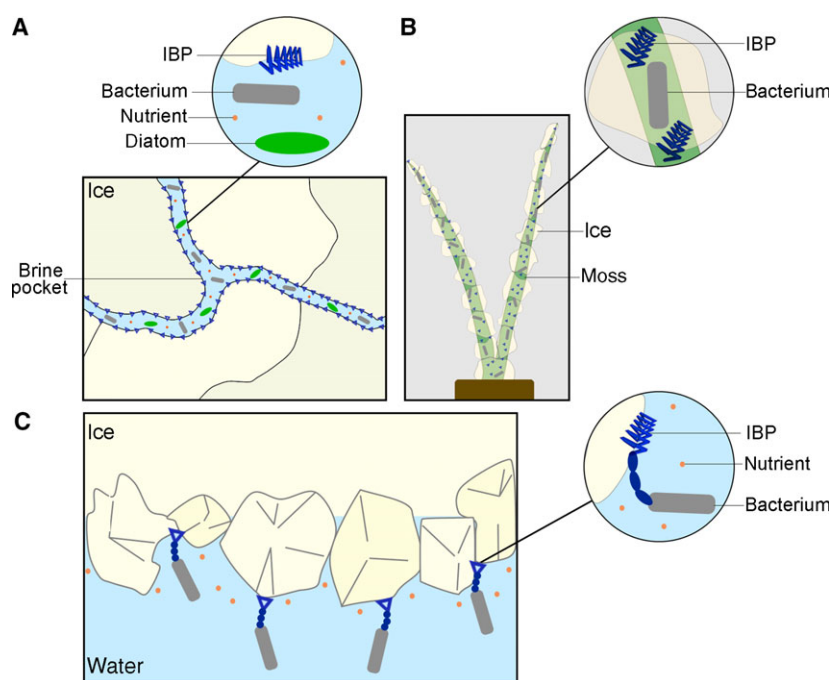 A
IBP
Bacterium
Nutrient
Diatom
Ice
Brine
pocket
B
IBP
Bacterium
Ice
Moss
C
Ice
Water
IBP
Nutrient
Bacterium